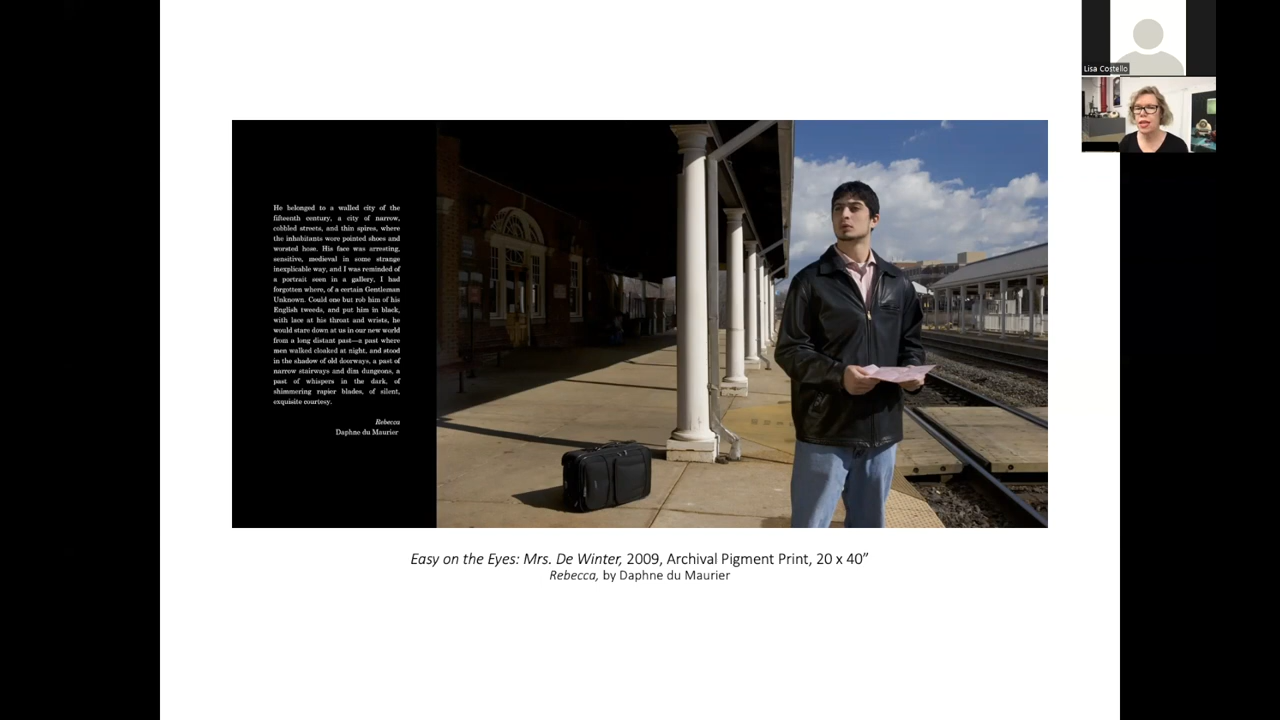 Lisa Costello
He belonged to a walled city of the
fifteenth century, a city of narrow,
cobbled streets, and thin spires, where
the inhabitants wore pointed shoes and
worsted hose. His face was arresting,
sensitive, medieval in some strange
inexplicable way, and I was reminded of
a portrait seen in a gallery, I had
forgotten where, of a certain Gentleman
Unknown. Could one but rob him of his
English tweeds, and put him in black,
with lace at his throat and wrists, he
would stare down at us in our new world
from a long distant past—a past where
men walked cloaked at night, and stood
in the shadow of old doorways, a past of
narrow stairways and dim dungeons, a
past of whispers in the dark, of
shimmering rapier blades, of silent,
exquisite courtesy.
Rebecca
Daphne du Maurier
Easy on the Eyes: Mrs. De Winter, 2009, Archival Pigment Print, 20 x 40”
Rebecca, by Daphne du Maurier